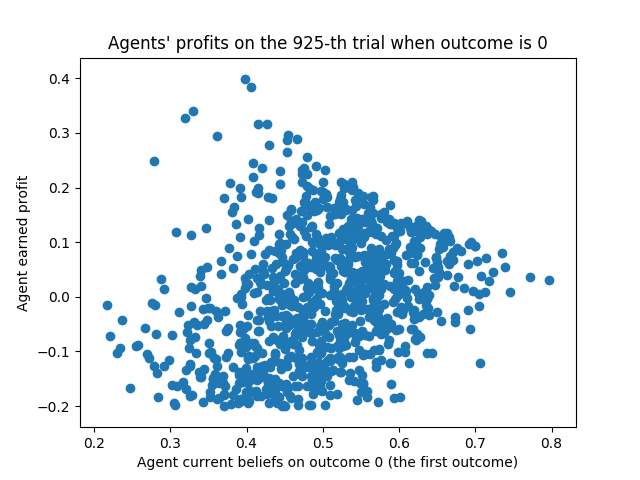 Agents' profits on the 925-th trial when outcome is 0
0.4
0.3
0.2
0.1
0.0
−0.1
−0.2
Agent earned profit
0.2 0.3 0.4 0.5 0.6 0.7 0.8
Agent current beliefs on outcome 0 (the first outcome)